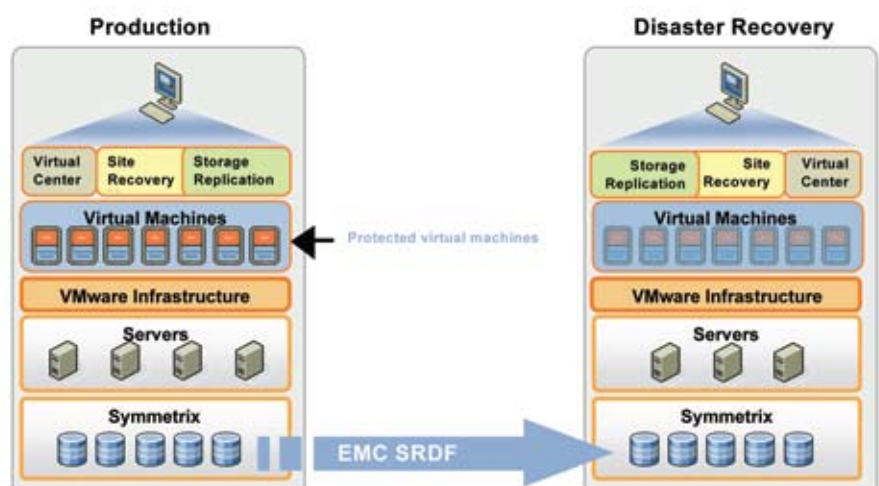 Production
Disaster Recovery
Virtual Center
Site Recovery
Storage Replication
Storage Replication
Site Recovery
Virtual Center
Virtual Machines
Virtual Machines
Protected virtual machines
VMware Infrastructure
VMware Infrastructure
Servers
Servers
Symmetrix
Symmetrix
EMC SRDF